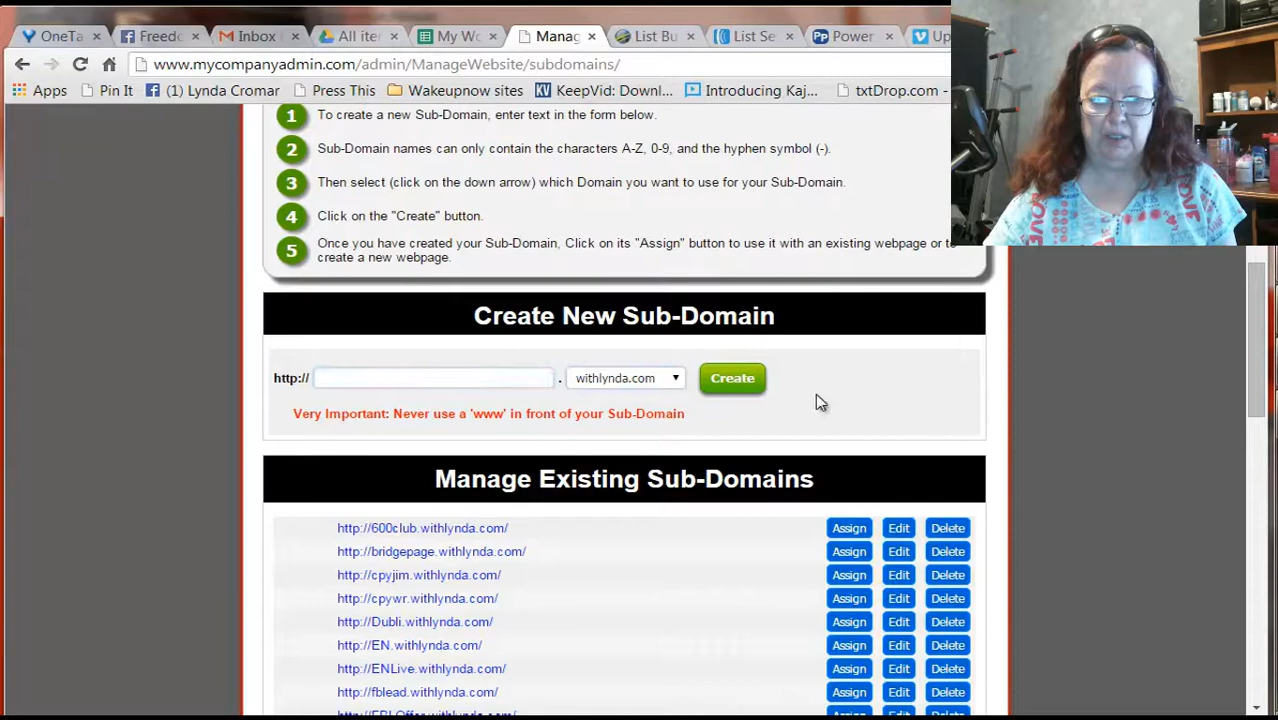 OneTa
Freedo
Inbox
All ite
My Wo
Manag
List Bu
List Se
Power
Up
www.mycompanyadmin.com/admin/ManageWebsite/subdomains/
Apps
Pin It
(1) Lynda Cromar
Press This
Wakeupnow sites
KeepVid: Downl...
Introducing Kaj...
txtDrop.com -
1 To create a new Sub-Domain, enter text in the form below.
2 Sub-Domain names can only contain the characters A-Z, 0-9, and the hyphen symbol (-).
3 Then select (click on the down arrow) which Domain you want to use for your Sub-Domain.
4 Click on the "Create" button.
5 Once you have created your Sub-Domain, Click on its "Assign" button to use it with an existing webpage or to
create a new webpage.
Create New Sub-Domain
http:// . withlynda.com Create
Very Important: Never use a 'www' in front of your Sub-Domain
Manage Existing Sub-Domains
http://600club.withlynda.com/ Assign Edit Delete
http://bridgepage.withlynda.com/ Assign Edit Delete
http://cpyjim.withlynda.com/ Assign Edit Delete
http://cpywr.withlynda.com/ Assign Edit Delete
http://Dubli.withlynda.com/ Assign Edit Delete
http://EN.withlynda.com/ Assign Edit Delete
http://ENLive.withlynda.com/ Assign Edit Delete
http://fblead.withlynda.com/ Assign Edit Delete